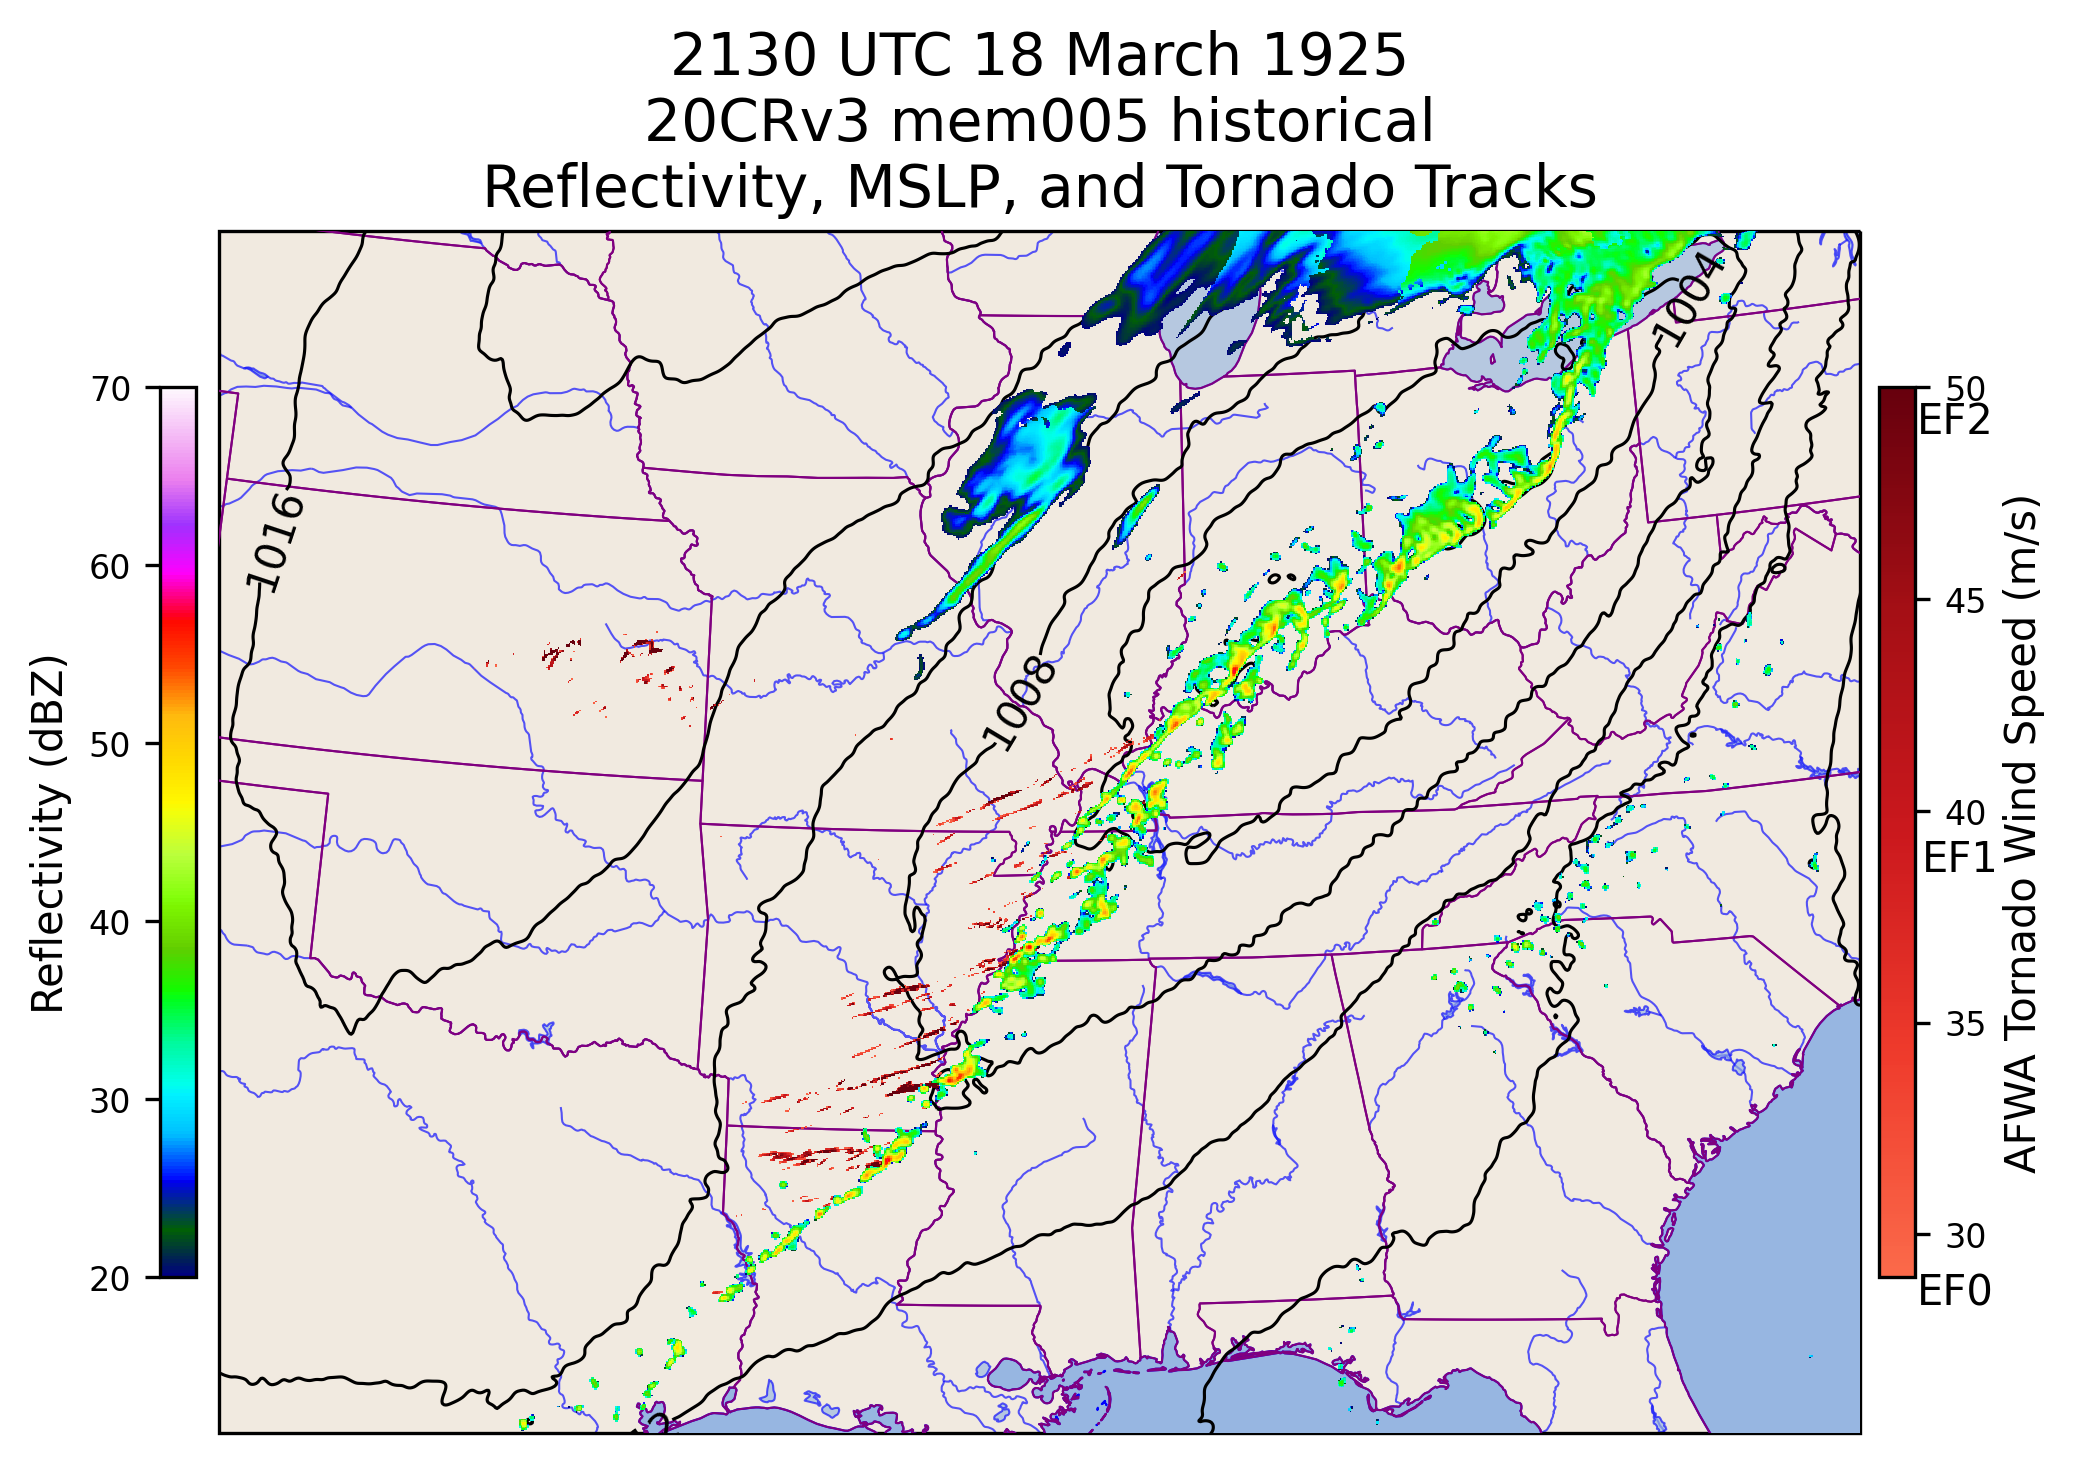 2130 UTC 18 March 1925
20CRv3 mem005 historical
Reflectivity, MSLP, and Tornado Tracks
Reflectivity (dBZ)
70
60
50
40
30
20
1016
1008
1004
50
EF2
45
40
EF1
35
30
EF0
AFWA Tornado Wind Speed (m/s)